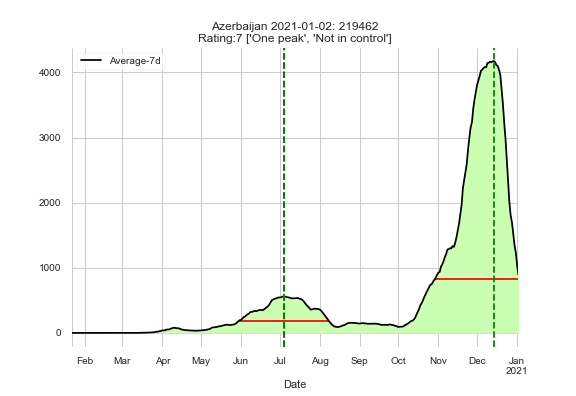 Azerbaijan 2021-01-02: 219462
Rating:7 ['One peak', 'Not in control']
Average-7d
4000
3000
2000
1000
0
Feb Mar Apr May Jun Jul Aug Sep Oct Nov Dec Jan
2021
Date